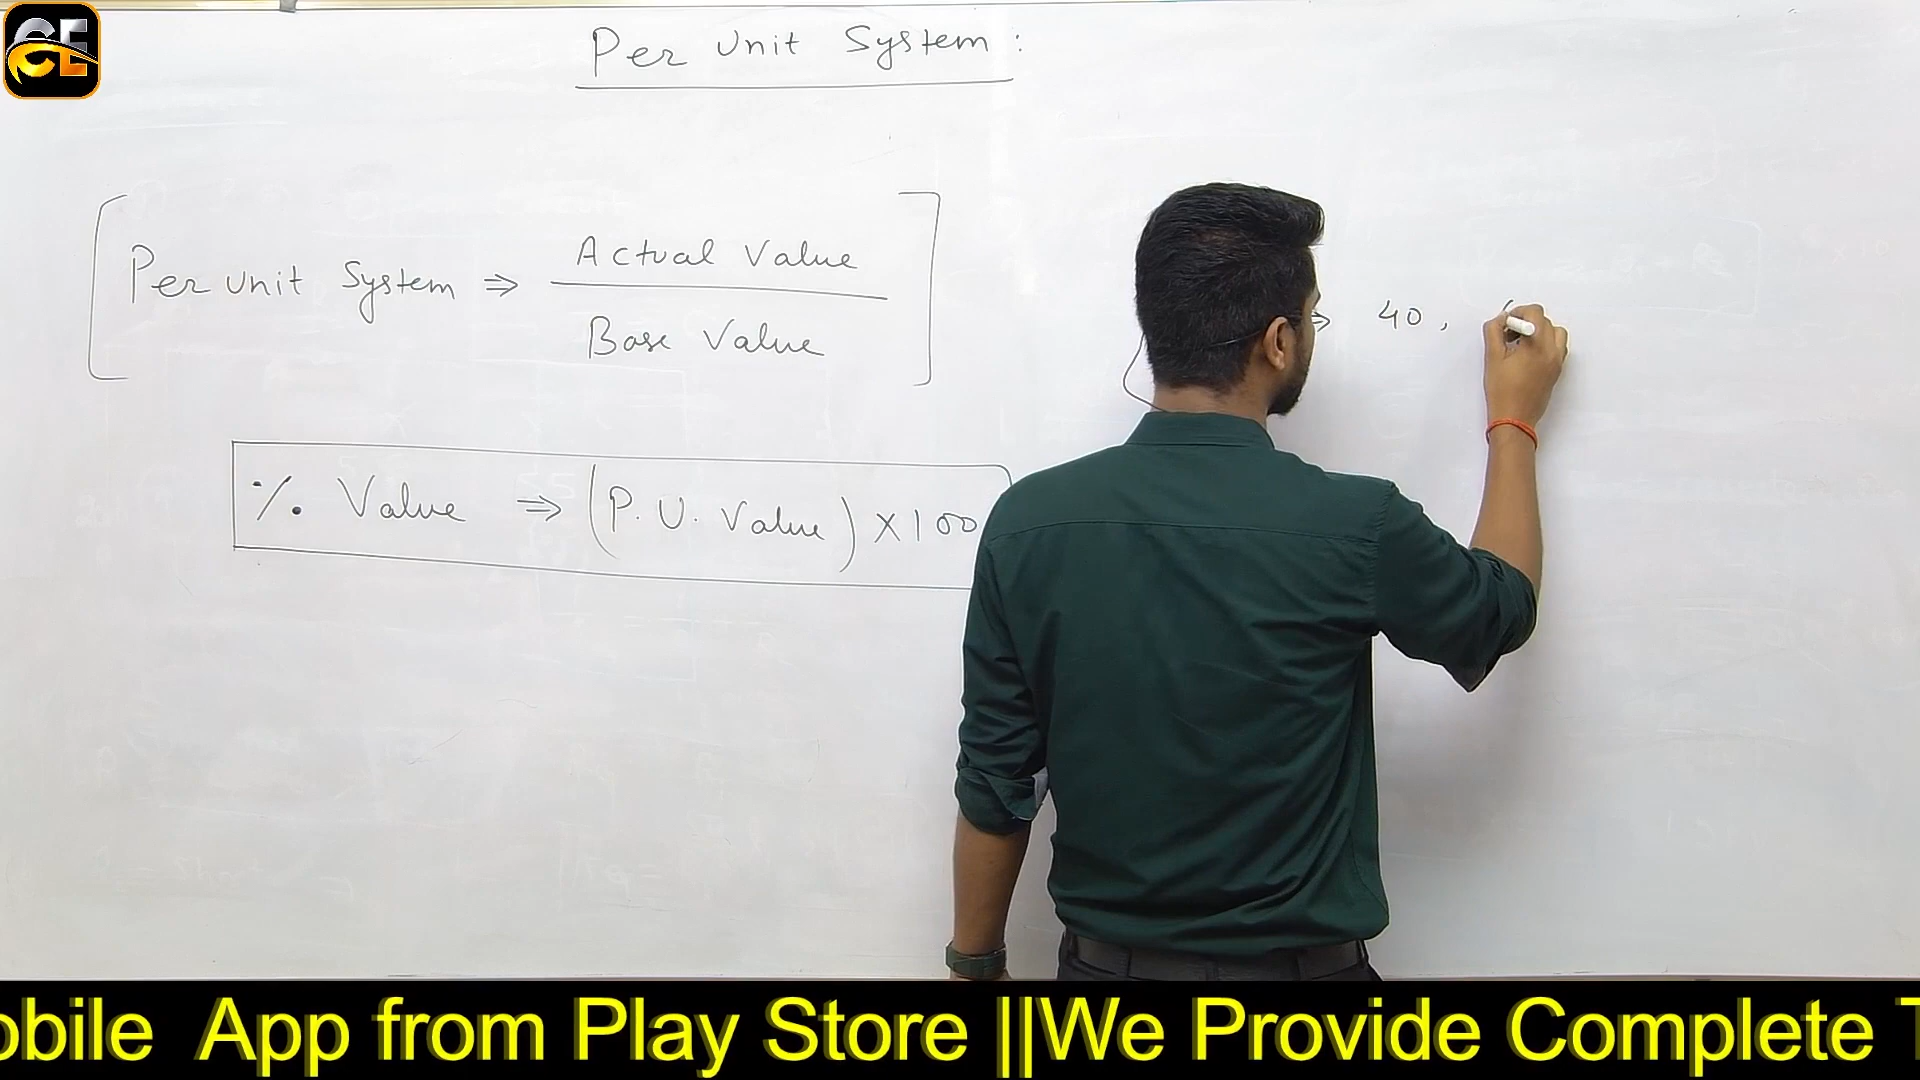 CE
Per Unit System :
Per unit System ⇒ Actual Value
Base Value
% Value ⇒ (P. U. Value) X 100
⇒ 40 ,
obile App from Play Store ||We Provide Complete T